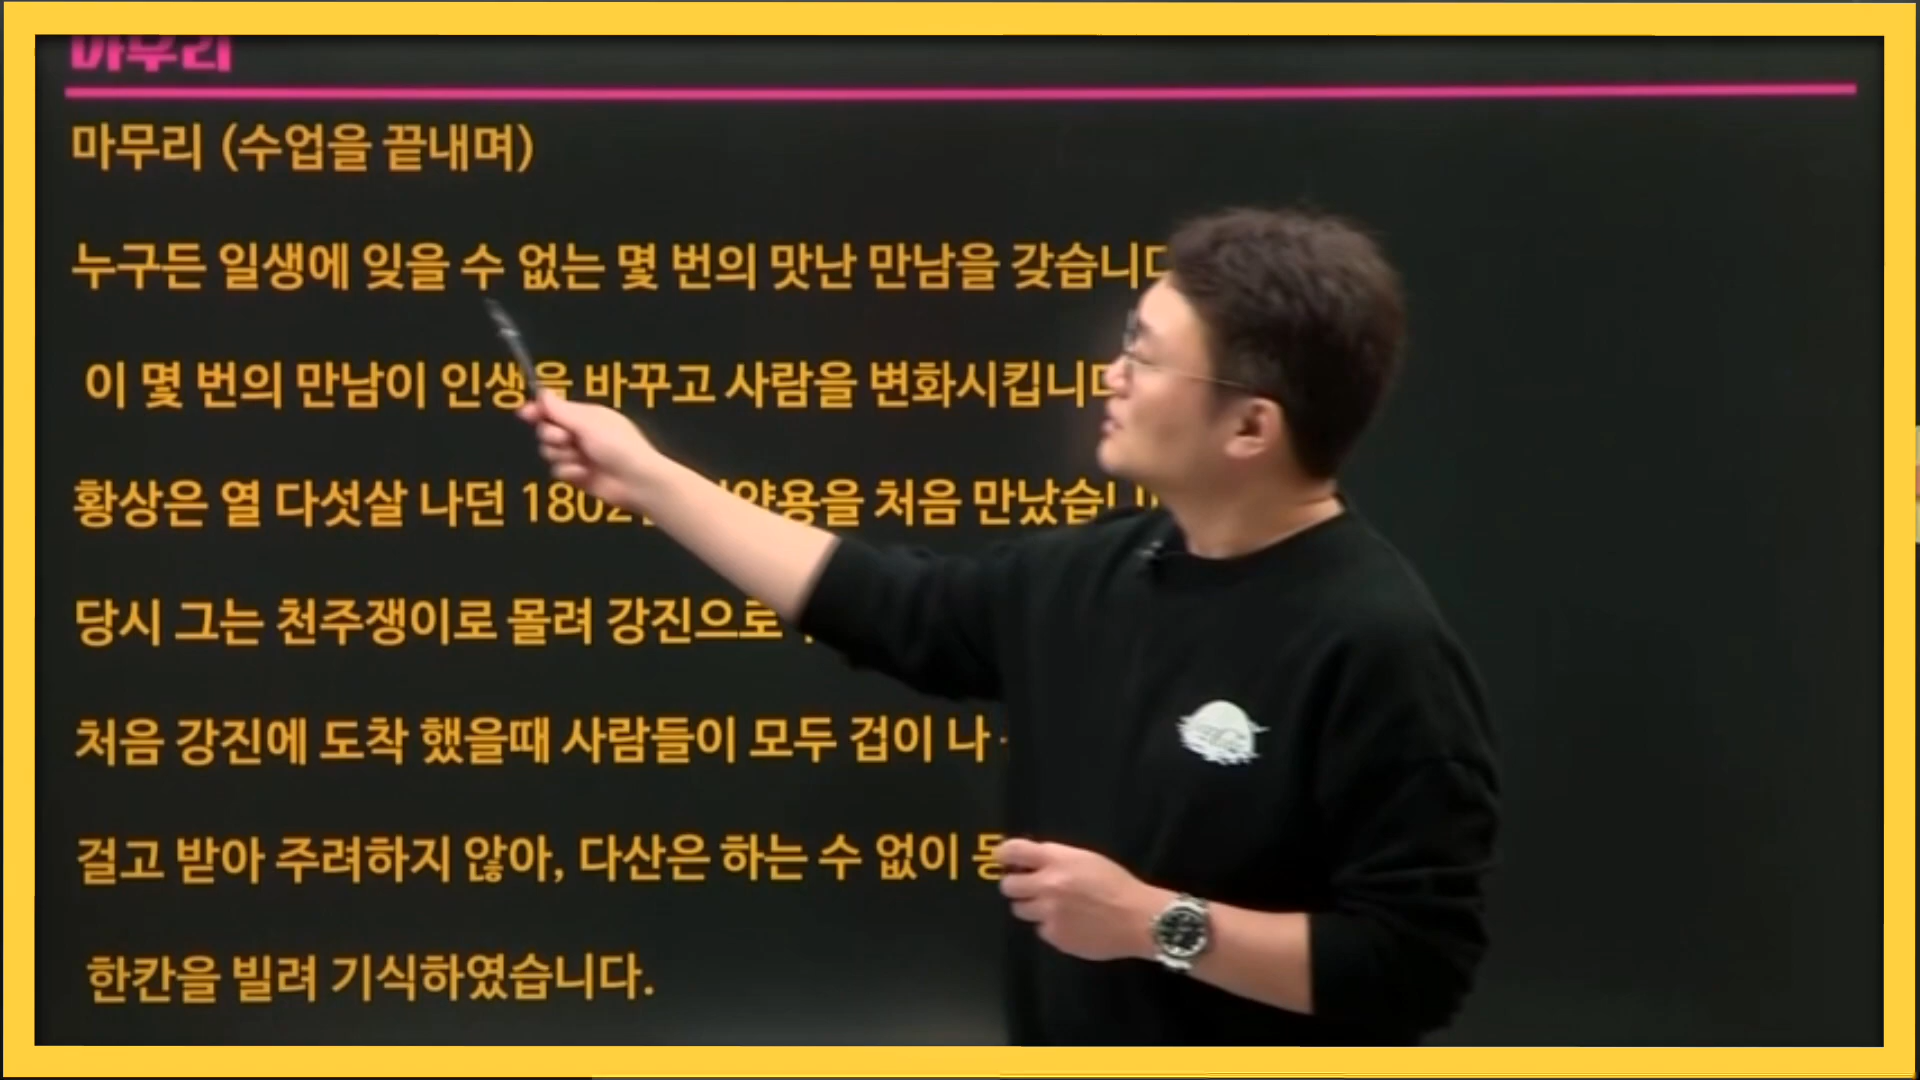 마무리
마무리 (수업을 끝내며)
누구든 일생에 잊을 수 없는 몇 번의 맛난 만남을 갖습니다
이 몇 번의 만남이 인생을 바꾸고 사람을 변화시킵니다
황상은 열 다섯살 나던 처음 만났습니
당시 그는 천주쟁이로 몰려 강진으로
처음 강진에 도착 했을때 사람들이 모두 겁이 나
걸고 받아 주려하지 않아, 다산은 하는 수 없이
한칸을 빌려 기식하였습니다.